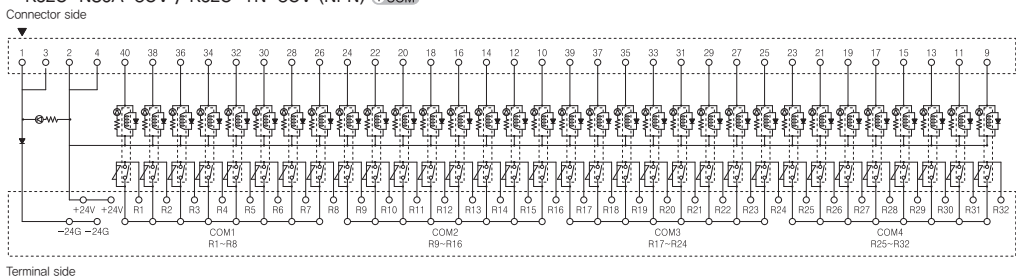 Connector side
1 3 2 4 40 38 36 34 32 30 28 26 24 22 20 18 16 14 12 10 39 37 35 33 31 29 27 25 23 21 19 17 15 13 11 9
+24V +24V R1 R2 R3 R4 R5 R6 R7 R8 R9 R10 R11 R12 R13 R14 R15 R16 R17 R18 R19 R20 R21 R22 R23 R24 R25 R26 R27 R28 R29 R30 R31 R32
−24G −24G COM1 COM2 COM3 COM4
R1~R8 R9~R16 R17~R24 R25~R32
Terminal side